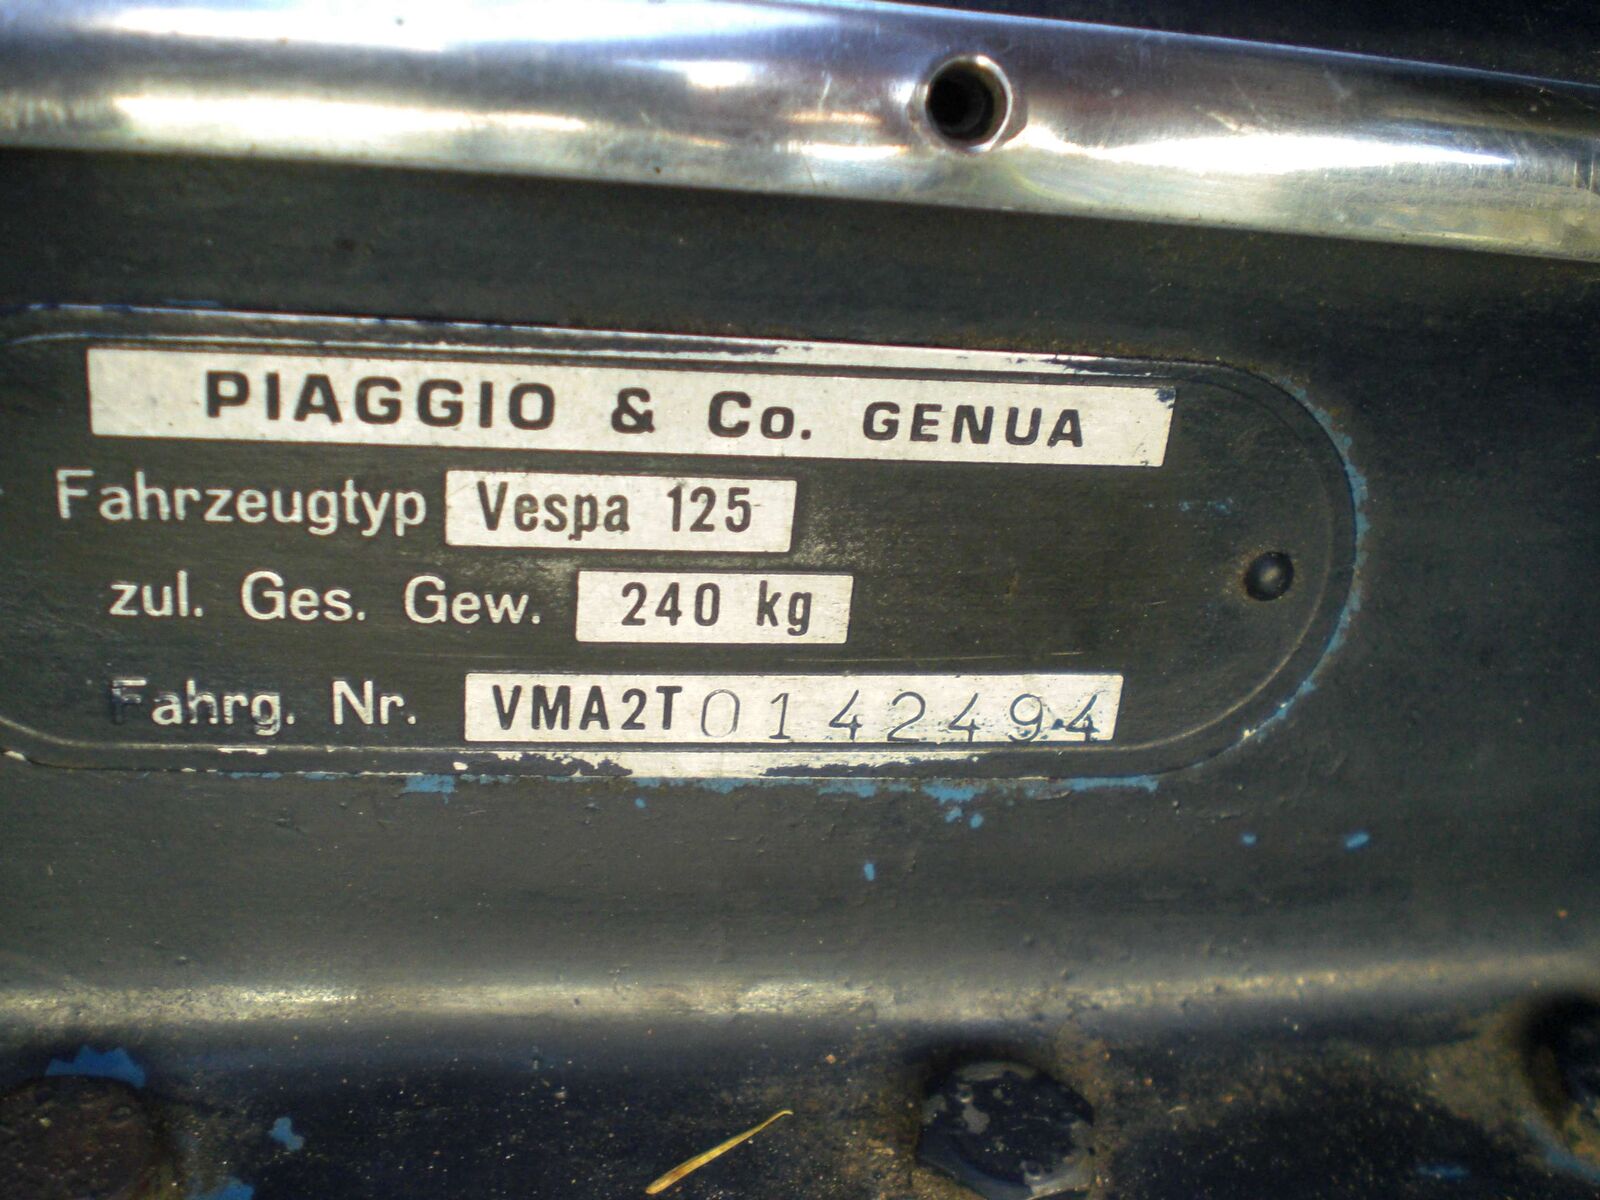 PIAGGIO & Co. GENUA
Fahrzeugtyp Vespa 125
zul. Ges. Gew. 240 kg
Fahrg. Nr. VMA2T 0142494